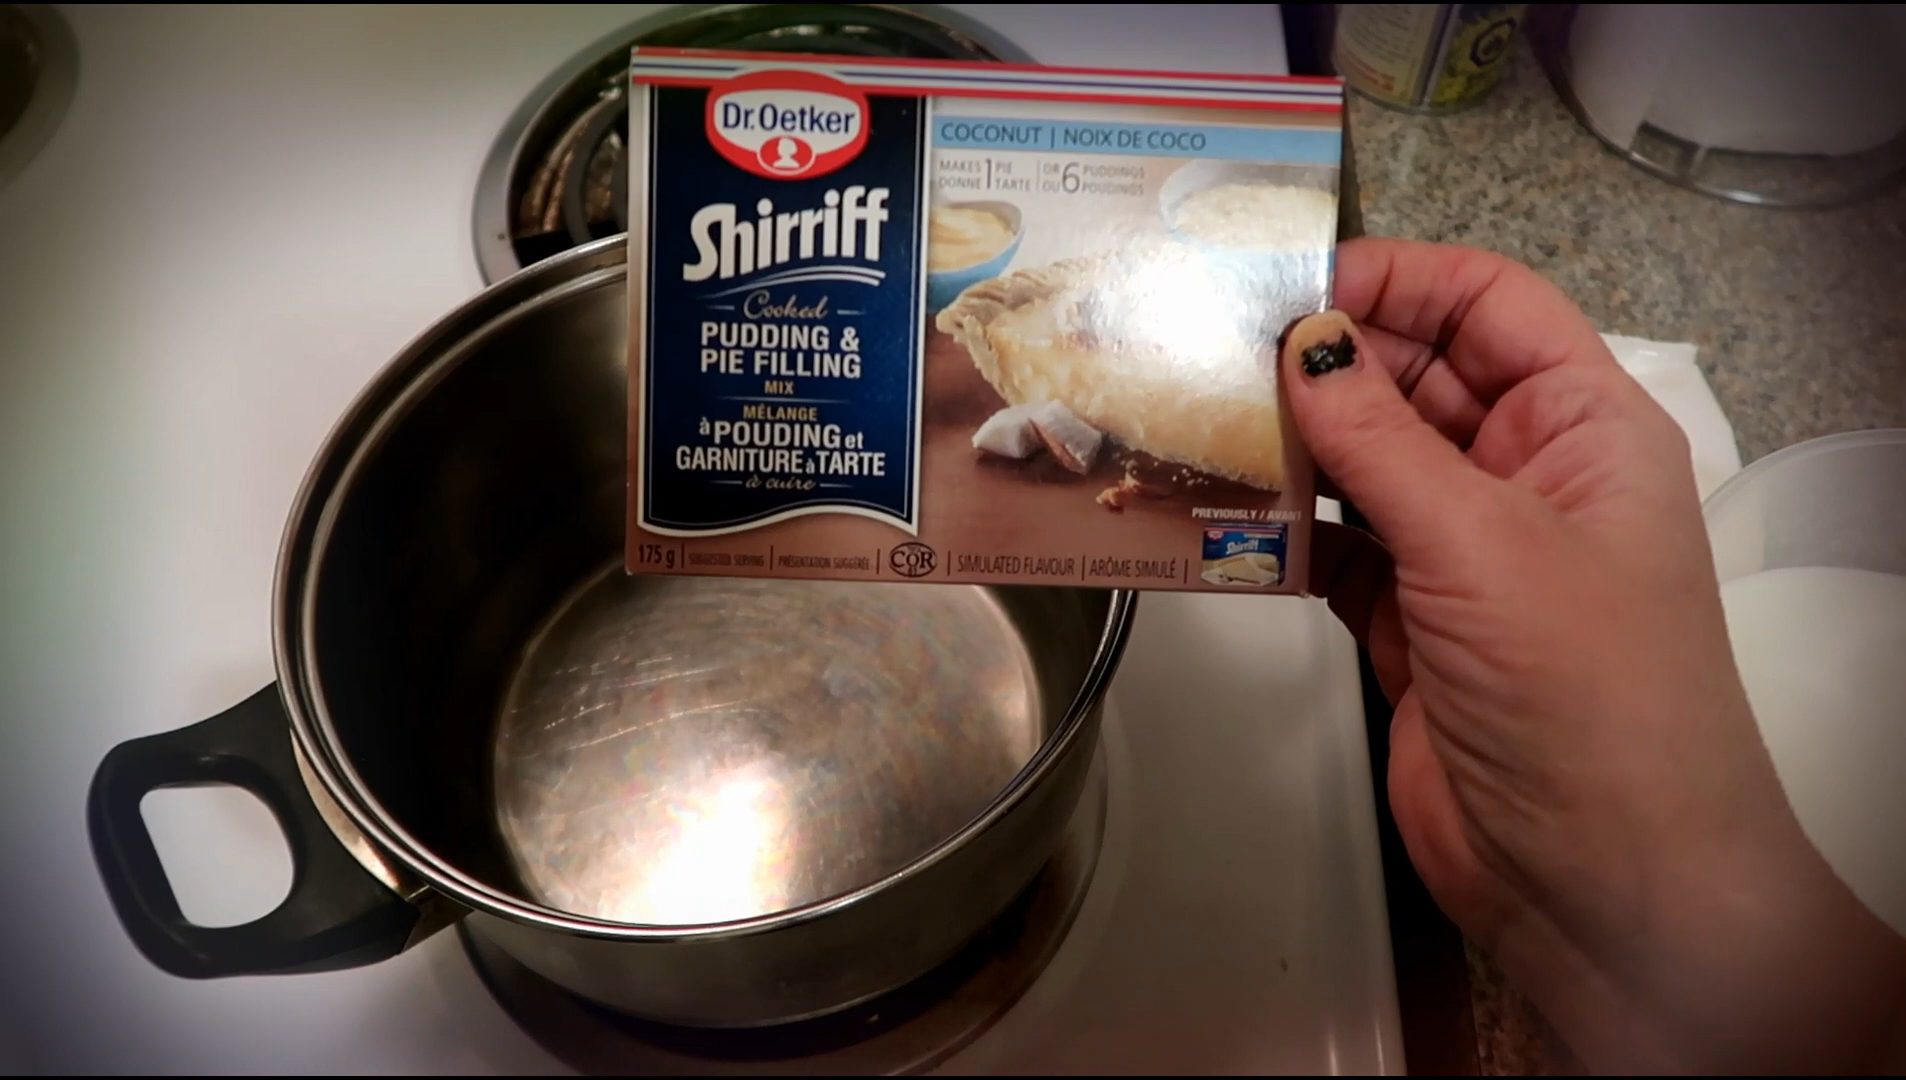 Dr.Oetker
Shirriff
Cooked
PUDDING &
PIE FILLING
MIX
MÉLANGE
à POUDING et
GARNITURE à TARTE
à cuire
COCONUT | NOIX DE COCO
MAKES 1 PIE | OR 6 PUDDINGS
DONNE TARTE | OU POUDINGS
PREVIOUSLY / AVANT
Shirriff
175 g | SUGGESTED SERVING | PRÉSENTATION SUGGÉRÉE | COR | SIMULATED FLAVOUR | ARÔME SIMULÉ |